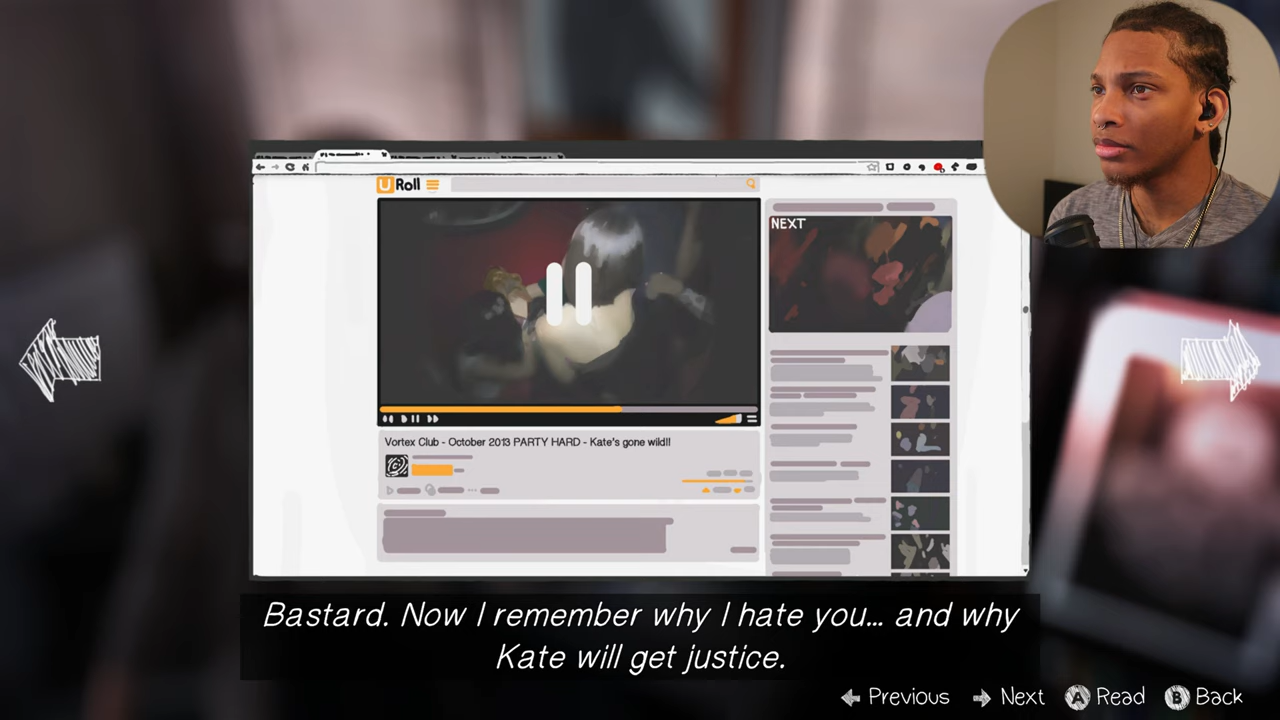 U Roll
NEXT
Vortex Club - October 2013 PARTY HARD - Kate's gone wild!!
Bastard. Now I remember why I hate you... and why
Kate will get justice.
Previous Next A Read B Back